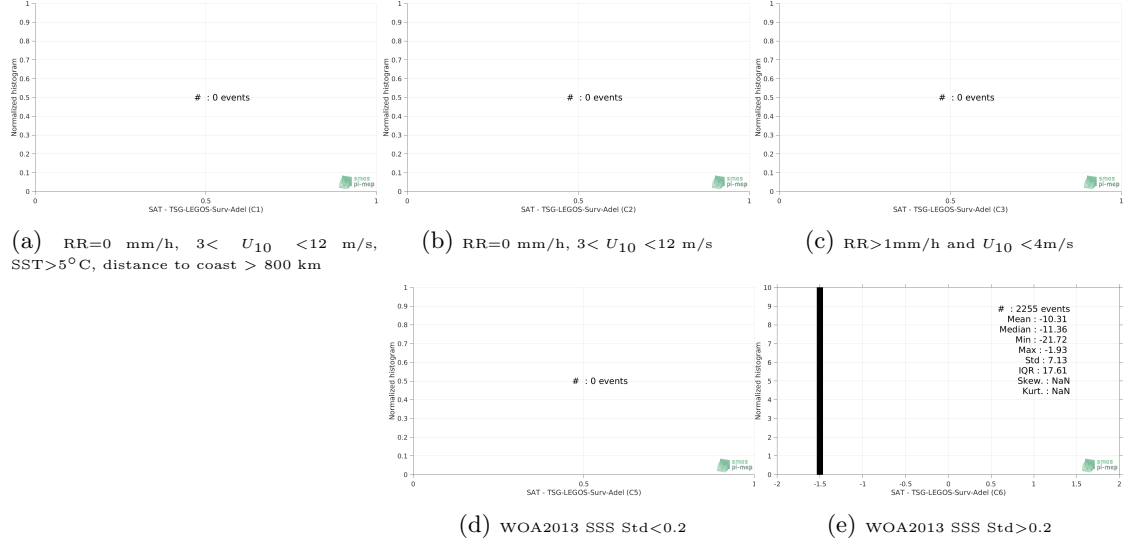 1
0.9
0.8
0.7
0.6
0.5
0.4
0.3
0.2
0.1
0
Normalized histogram
# : 0 events
smos
pi-mep
0 0.5 1
SAT - TSG-LEGOS-Surv-Adel (C1)
(a) RR=0 mm/h, 3< U10 <12 m/s,
SST>5°C, distance to coast > 800 km
1
0.9
0.8
0.7
0.6
0.5
0.4
0.3
0.2
0.1
0
Normalized histogram
# : 0 events
smos
pi-mep
0 0.5 1
SAT - TSG-LEGOS-Surv-Adel (C2)
(b) RR=0 mm/h, 3< U10 <12 m/s
1
0.9
0.8
0.7
0.6
0.5
0.4
0.3
0.2
0.1
0
Normalized histogram
# : 0 events
smos
pi-mep
0 0.5 1
SAT - TSG-LEGOS-Surv-Adel (C3)
(c) RR>1mm/h and U10 <4m/s
1
0.9
0.8
0.7
0.6
0.5
0.4
0.3
0.2
0.1
0
Normalized histogram
# : 0 events
smos
pi-mep
0 0.5 1
SAT - TSG-LEGOS-Surv-Adel (C5)
(d) WOA2013 SSS Std<0.2
10
9
8
7
6
5
4
3
2
1
0
Normalized histogram
# : 2255 events
Mean : -10.31
Median : -11.36
Min : -21.72
Max : -1.93
Std : 7.13
IQR : 17.61
Skew. : NaN
Kurt. : NaN
smos
pi-mep
-2 -1.5 -1 -0.5 0 0.5 1 1.5 2
SAT - TSG-LEGOS-Surv-Adel (C6)
(e) WOA2013 SSS Std>0.2